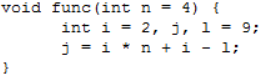 void func(int n = 4) {
    int i = 2, j, l = 9;
    j = i * n + i - l;
}